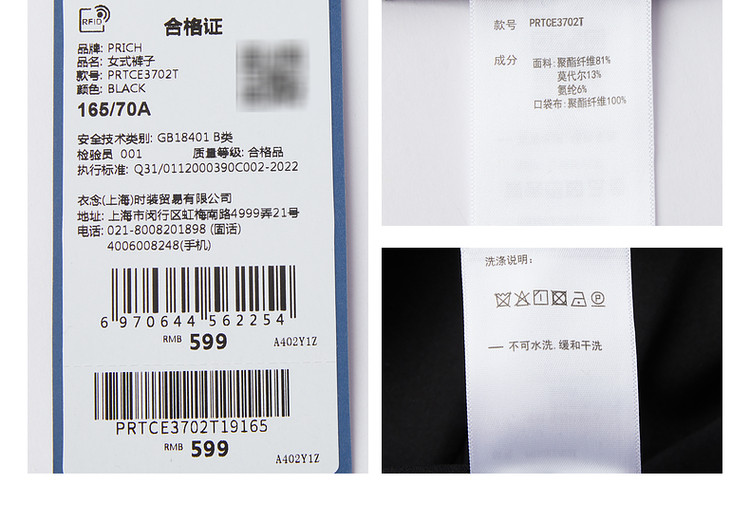 RFID
合格证
品牌: PRICH
品名: 女式裤子
款号: PRTCE3702T
颜色: BLACK
165/70A
安全技术类别: GB18401 B类
检验员 001 质量等级: 合格品
执行标准: Q31/0112000390C002-2022
衣念(上海)时装贸易有限公司
地址: 上海市闵行区虹梅南路4999弄21号
电话: 021-8008201898 (面话)
4006008248(手机)
6 970644 562254
RMB 599
A402Y1Z
PRTCE3702T19165
RMB 599
A402Y1Z
款号 PRTCE3702T
成分 面料:聚酯纤维81%
莫代尔13%
氨纶6%
口袋布:聚酯纤维100%
洗涤说明:
P
— 不可水洗.缓和干洗